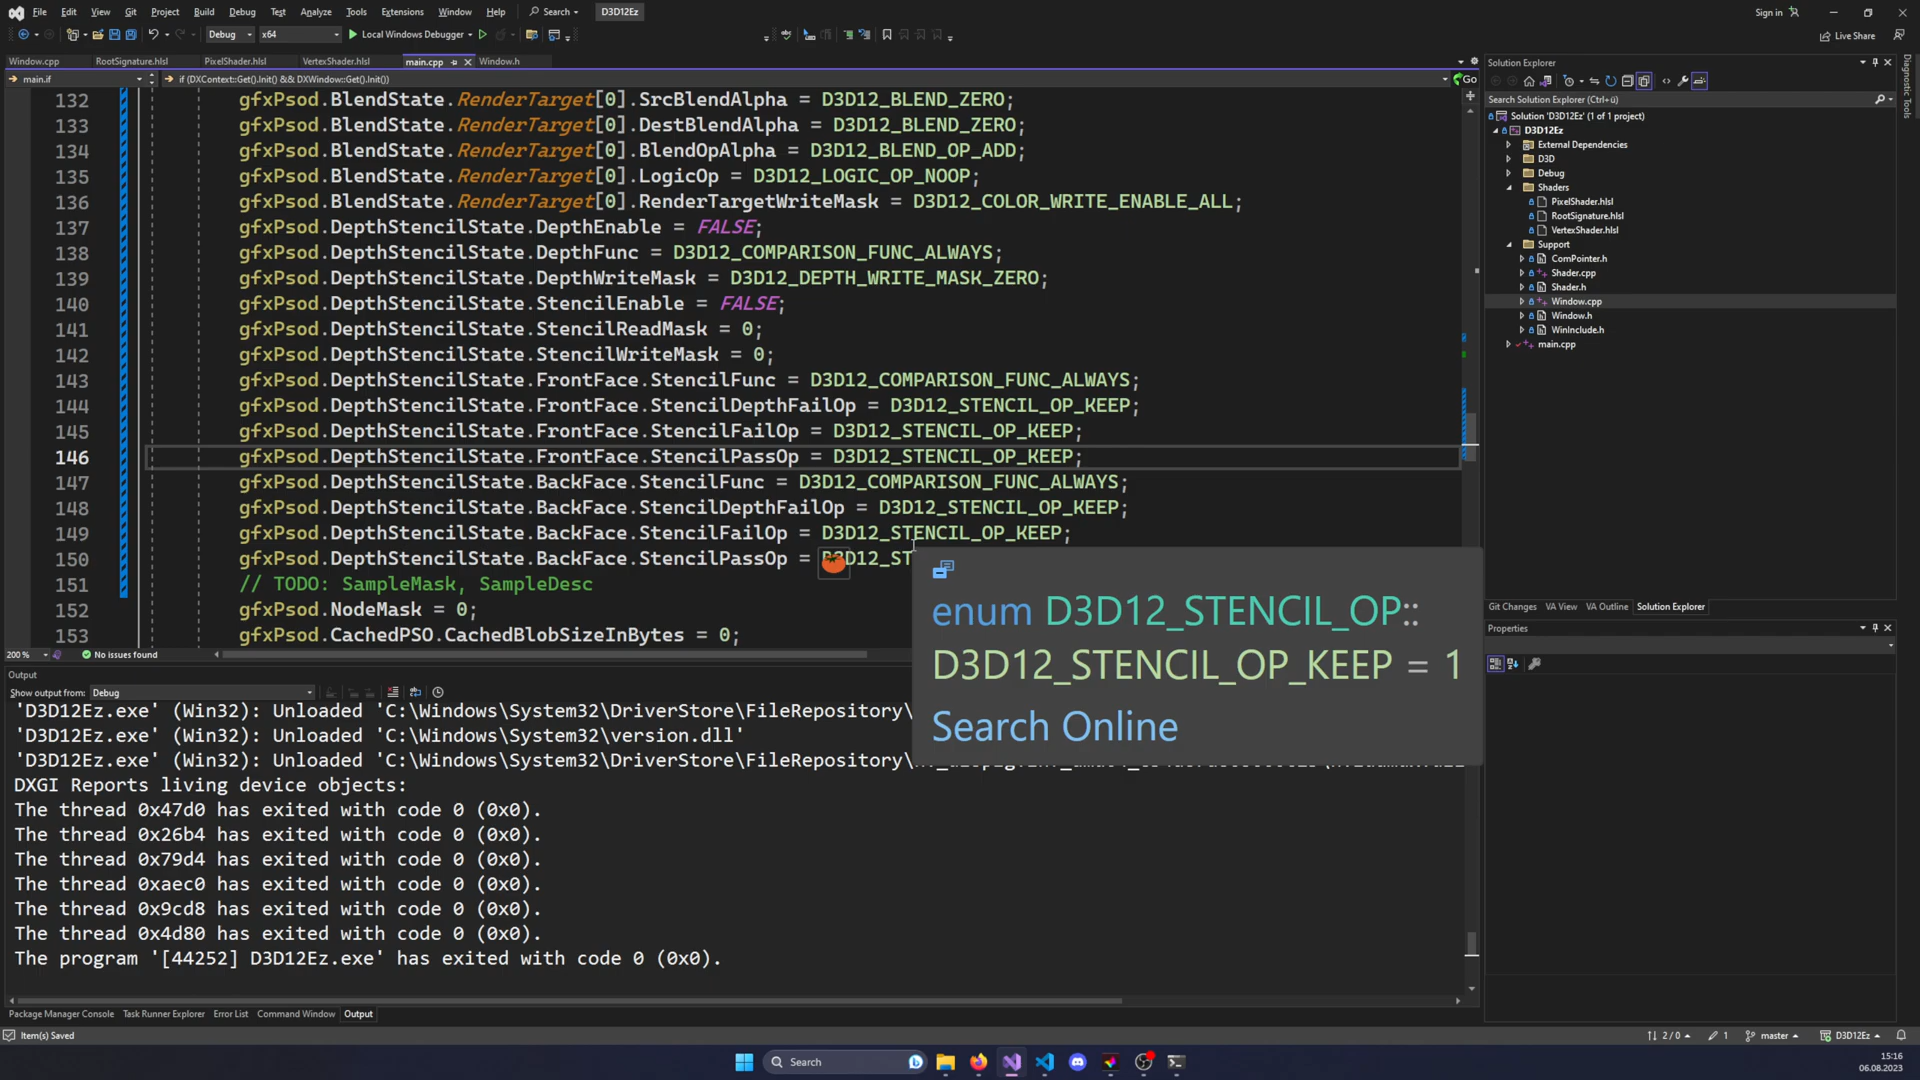 File Edit View Git Project Build Debug Test Analyze Tools Extensions Window Help Search D3D12Ez Sign in
Debug x64 Local Windows Debugger Live Share
Window.cpp RootSignature.hlsl PixelShader.hlsl VertexShader.hlsl main.cpp Window.h
main.if if (DXContext::Get().Init() && DXWindow::Get().Init()) Go
132 gfxPsod.BlendState.RenderTarget[0].SrcBlendAlpha = D3D12_BLEND_ZERO;
133 gfxPsod.BlendState.RenderTarget[0].DestBlendAlpha = D3D12_BLEND_ZERO;
134 gfxPsod.BlendState.RenderTarget[0].BlendOpAlpha = D3D12_BLEND_OP_ADD;
135 gfxPsod.BlendState.RenderTarget[0].LogicOp = D3D12_LOGIC_OP_NOOP;
136 gfxPsod.BlendState.RenderTarget[0].RenderTargetWriteMask = D3D12_COLOR_WRITE_ENABLE_ALL;
137 gfxPsod.DepthStencilState.DepthEnable = FALSE;
138 gfxPsod.DepthStencilState.DepthFunc = D3D12_COMPARISON_FUNC_ALWAYS;
139 gfxPsod.DepthStencilState.DepthWriteMask = D3D12_DEPTH_WRITE_MASK_ZERO;
140 gfxPsod.DepthStencilState.StencilEnable = FALSE;
141 gfxPsod.DepthStencilState.StencilReadMask = 0;
142 gfxPsod.DepthStencilState.StencilWriteMask = 0;
143 gfxPsod.DepthStencilState.FrontFace.StencilFunc = D3D12_COMPARISON_FUNC_ALWAYS;
144 gfxPsod.DepthStencilState.FrontFace.StencilDepthFailOp = D3D12_STENCIL_OP_KEEP;
145 gfxPsod.DepthStencilState.FrontFace.StencilFailOp = D3D12_STENCIL_OP_KEEP;
146 gfxPsod.DepthStencilState.FrontFace.StencilPassOp = D3D12_STENCIL_OP_KEEP;
147 gfxPsod.DepthStencilState.BackFace.StencilFunc = D3D12_COMPARISON_FUNC_ALWAYS;
148 gfxPsod.DepthStencilState.BackFace.StencilDepthFailOp = D3D12_STENCIL_OP_KEEP;
149 gfxPsod.DepthStencilState.BackFace.StencilFailOp = D3D12_STENCIL_OP_KEEP;
150 gfxPsod.DepthStencilState.BackFace.StencilPassOp = D3D12_ST
151 // TODO: SampleMask, SampleDesc
152 gfxPsod.NodeMask = 0;
153 gfxPsod.CachedPSO.CachedBlobSizeInBytes = 0;
enum D3D12_STENCIL_OP::
D3D12_STENCIL_OP_KEEP = 1
Search Online
200 % No issues found
Output
Show output from: Debug
'D3D12Ez.exe' (Win32): Unloaded 'C:\Windows\System32\DriverStore\FileRepository\
'D3D12Ez.exe' (Win32): Unloaded 'C:\Windows\System32\version.dll'
'D3D12Ez.exe' (Win32): Unloaded 'C:\Windows\System32\DriverStore\FileRepository\
DXGI Reports living device objects:
The thread 0x47d0 has exited with code 0 (0x0).
The thread 0x26b4 has exited with code 0 (0x0).
The thread 0x79d4 has exited with code 0 (0x0).
The thread 0xaec0 has exited with code 0 (0x0).
The thread 0x9cd8 has exited with code 0 (0x0).
The thread 0x4d80 has exited with code 0 (0x0).
The program '[44252] D3D12Ez.exe' has exited with code 0 (0x0).
Package Manager Console Task Runner Explorer Error List Command Window Output
Solution Explorer
Search Solution Explorer (Ctrl+ü)
Solution 'D3D12Ez' (1 of 1 project)
D3D12Ez
External Dependencies
D3D
Debug
Shaders
PixelShader.hlsl
RootSignature.hlsl
VertexShader.hlsl
Support
ComPointer.h
Shader.cpp
Shader.h
Window.cpp
Window.h
WinInclude.h
main.cpp
Git Changes VA View VA Outline Solution Explorer
Properties
Diagnostic Tools
Item(s) Saved 2 / 0 1 master D3D12Ez
Search
15:16
06.08.2023